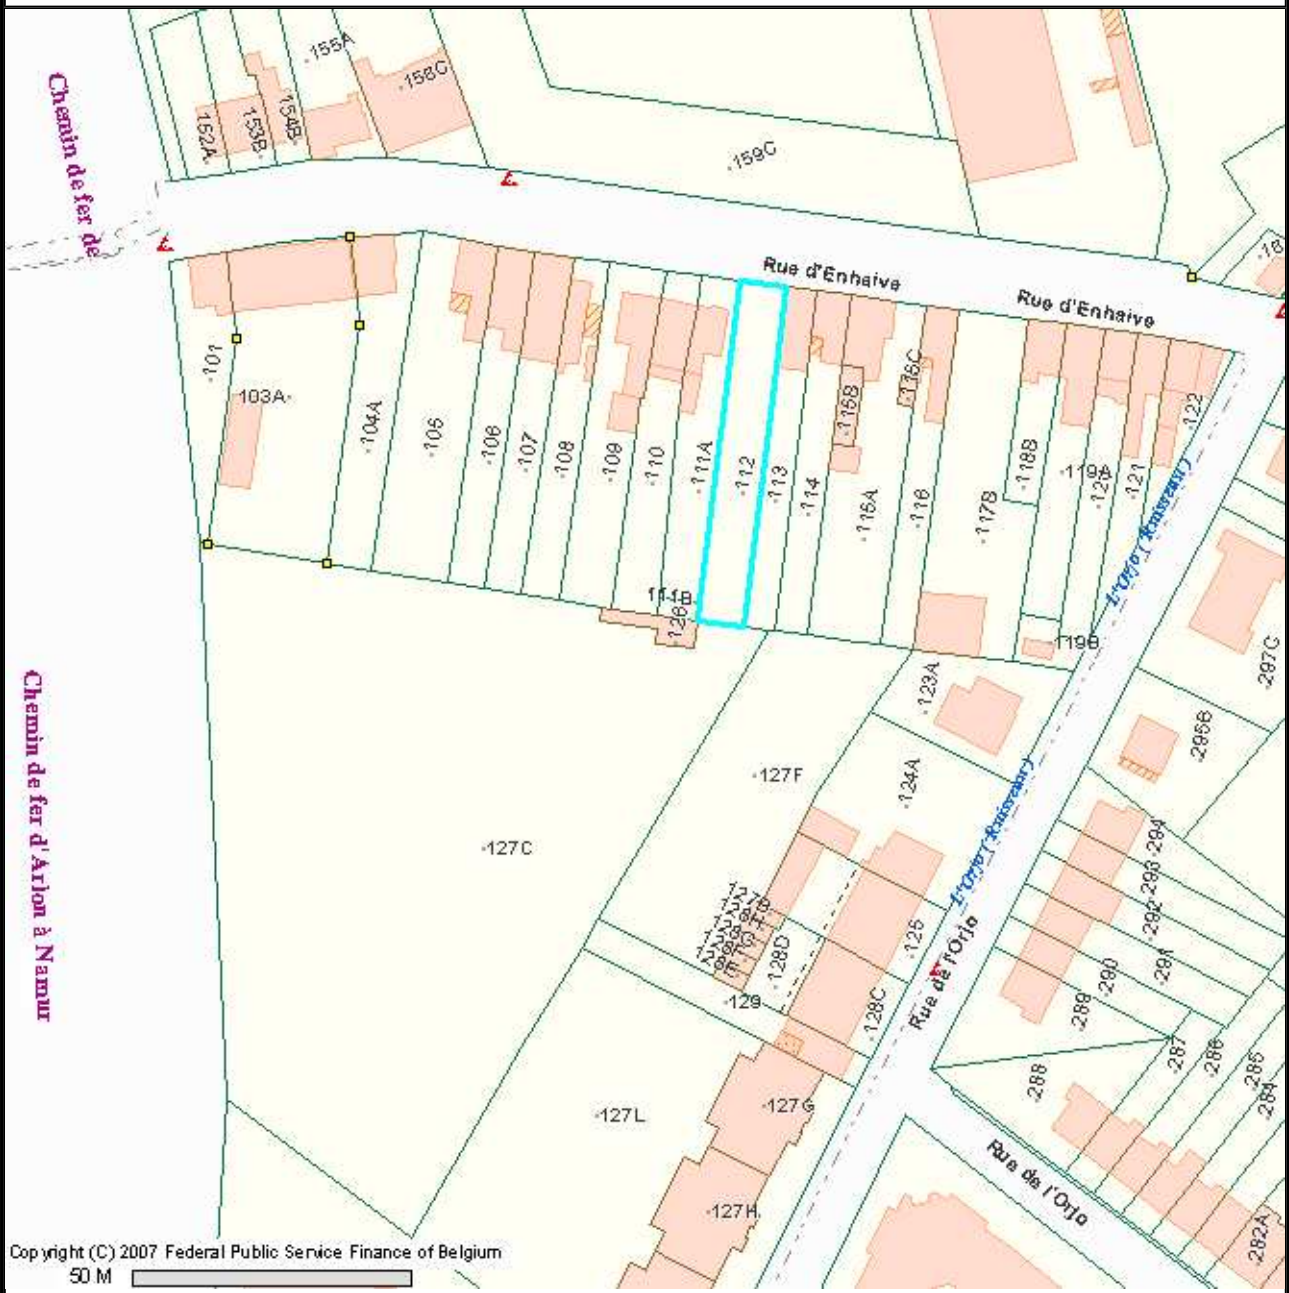 155A
158C
152A
153B
154B
Chemin de fer de
159C
Rue d'Enhaive
Rue d'Enhaive
101
103A
104A
105
106
107
108
109
110
111A
112
113
114
115B
115A
116C
116
117B
118B
119A
120
121
122
L'Orjo ( Ruisseau )
111B
126
119B
123A
297C
295B
Chemin de fer d'Arlon à Namur
127F
124A
127C
L'Orjo ( Ruisseau )
294
293
292
291
290
289
125
128D
128C
129
Rue de l'Orjo
288
287
286
285
284
127L
127G
127H
Rue de l'Orjo
282A
Copyright (C) 2007 Federal Public Service Finance of Belgium
50 M